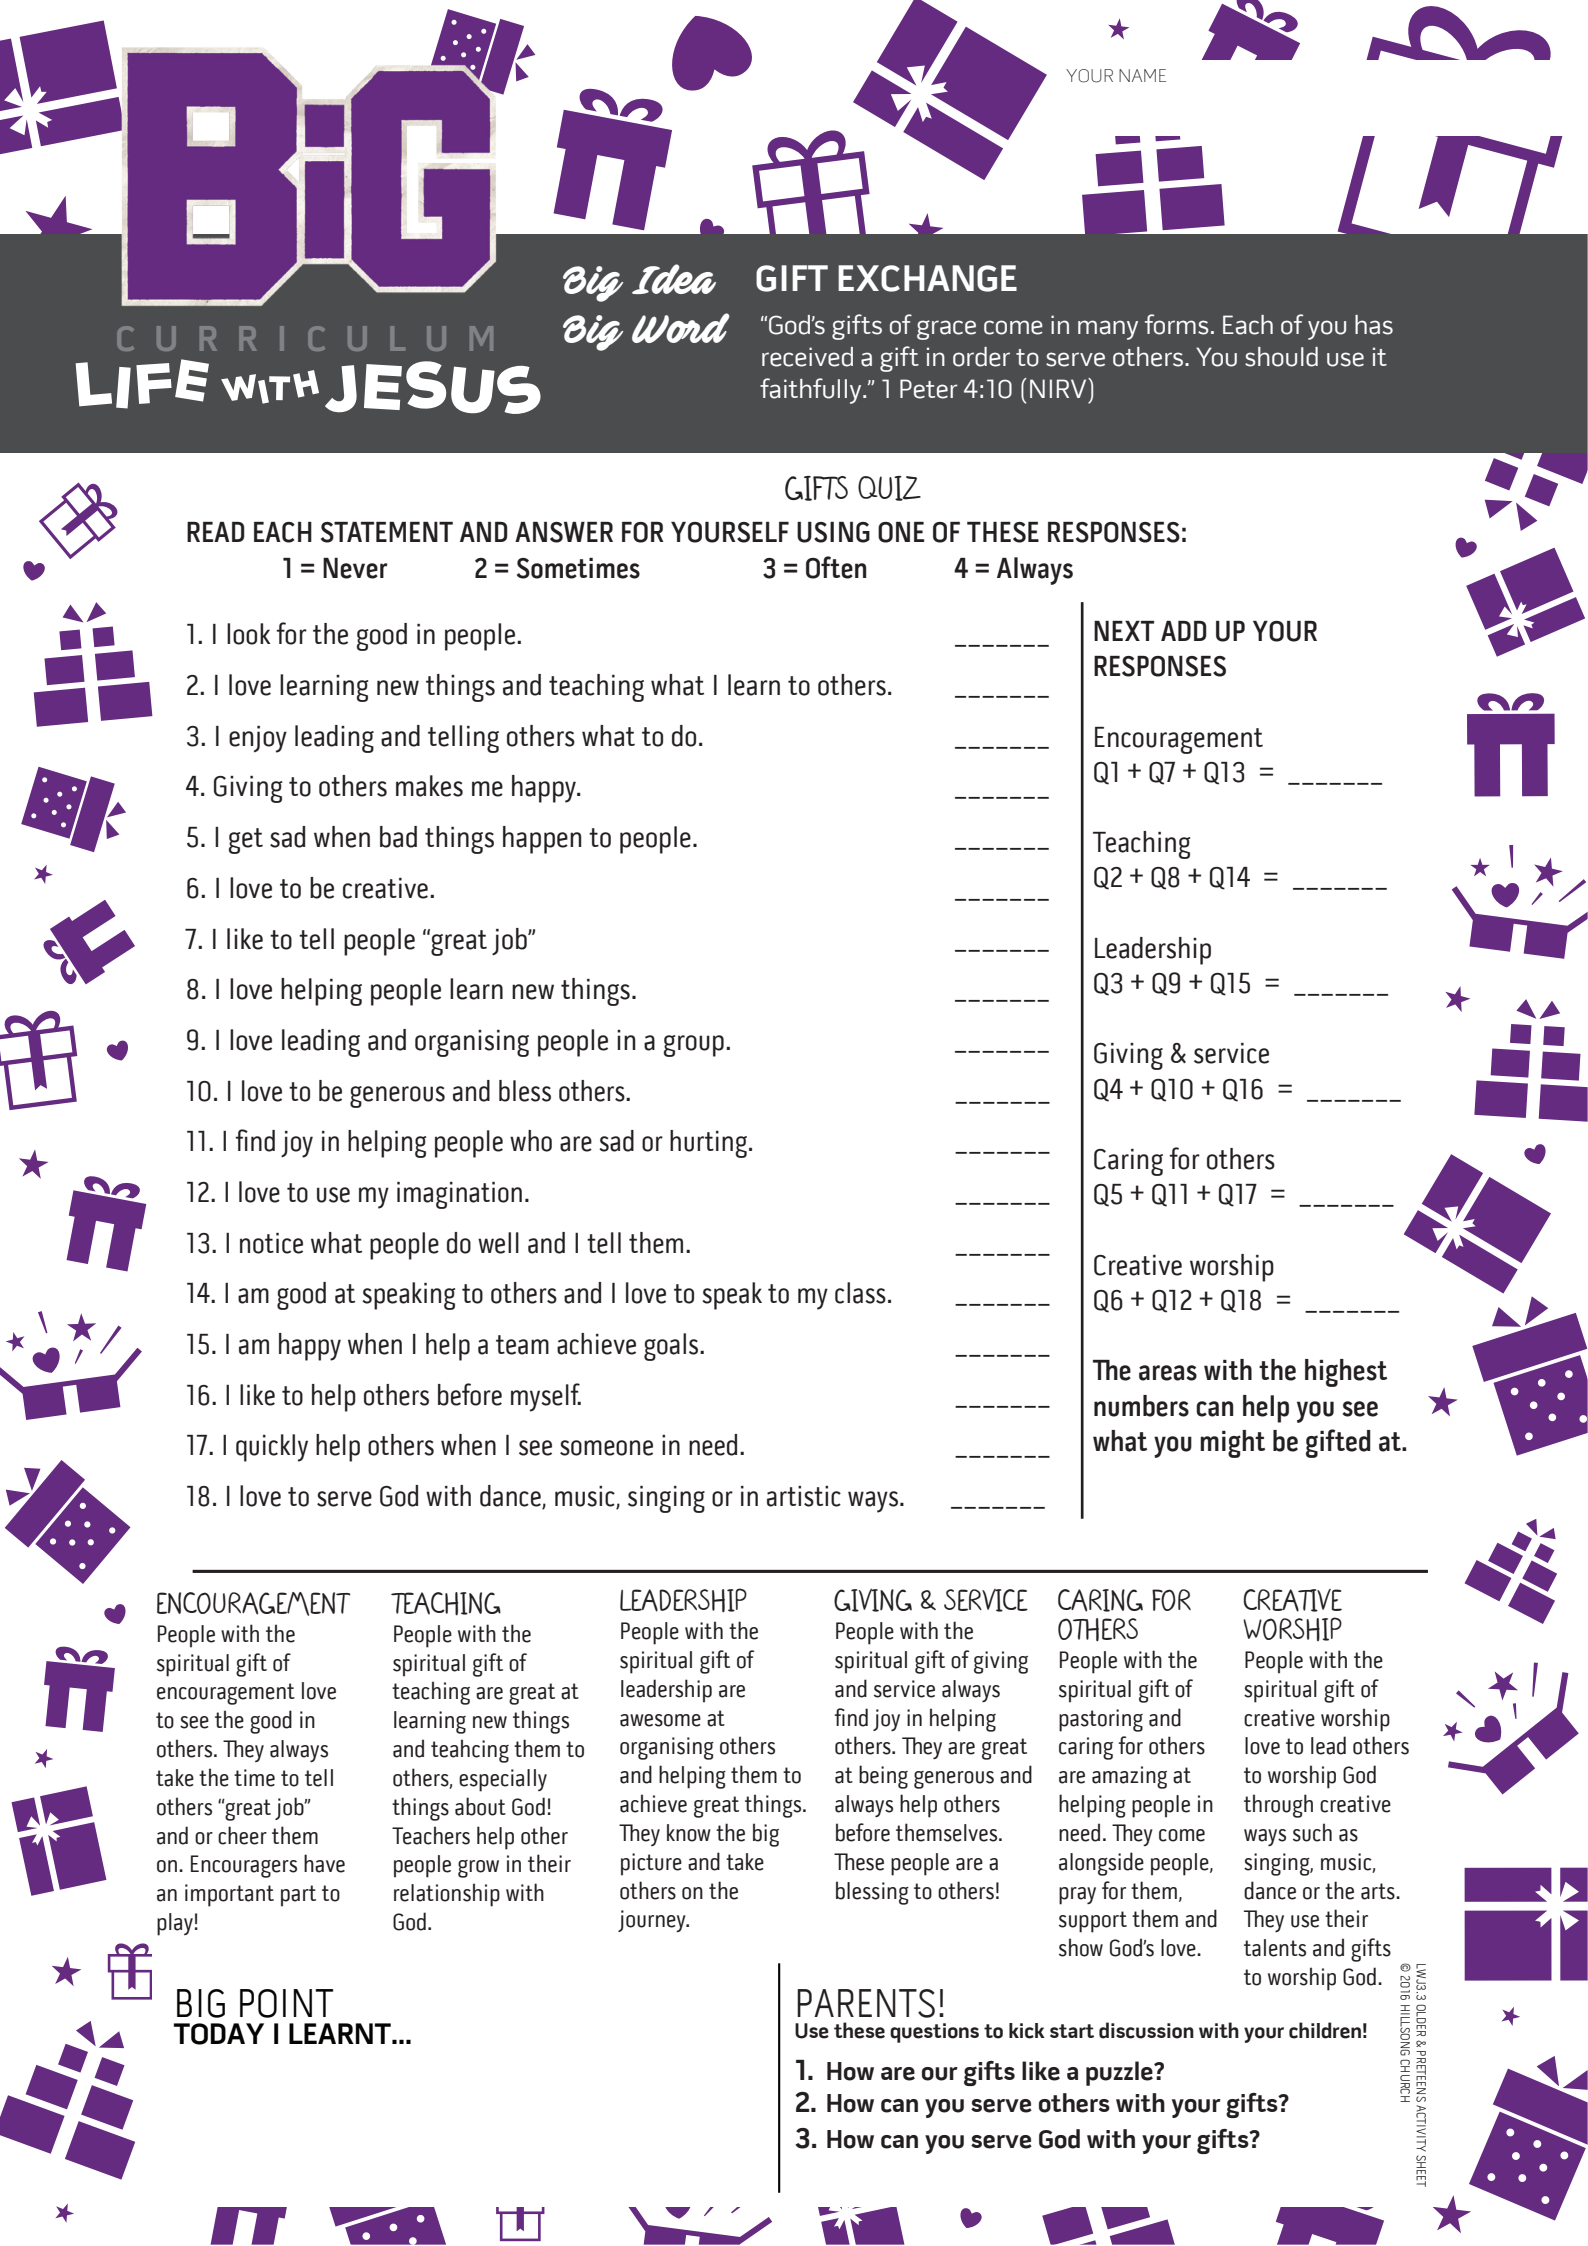 YOUR NAME
BiG
CURRICULUM
LIFE WITH JESUS
Big Idea
GIFT EXCHANGE
Big Word
“God’s gifts of grace come in many forms. Each of you has
received a gift in order to serve others. You should use it
faithfully.” 1 Peter 4:10 (NIRV)
GIFTS QUIZ
READ EACH STATEMENT AND ANSWER FOR YOURSELF USING ONE OF THESE RESPONSES:
1 = Never 2 = Sometimes 3 = Often 4 = Always
1. I look for the good in people. _______
2. I love learning new things and teaching what I learn to others. _______
3. I enjoy leading and telling others what to do. _______
4. Giving to others makes me happy. _______
5. I get sad when bad things happen to people. _______
6. I love to be creative. _______
7. I like to tell people “great job” _______
8. I love helping people learn new things. _______
9. I love leading and organising people in a group. _______
10. I love to be generous and bless others. _______
11. I find joy in helping people who are sad or hurting. _______
12. I love to use my imagination. _______
13. I notice what people do well and I tell them. _______
14. I am good at speaking to others and I love to speak to my class. _______
15. I am happy when I help a team achieve goals. _______
16. I like to help others before myself. _______
17. I quickly help others when I see someone in need. _______
18. I love to serve God with dance, music, singing or in artistic ways. _______
NEXT ADD UP YOUR
RESPONSES
Encouragement
Q1 + Q7 + Q13 = _______
Teaching
Q2 + Q8 + Q14 = _______
Leadership
Q3 + Q9 + Q15 = _______
Giving & service
Q4 + Q10 + Q16 = _______
Caring for others
Q5 + Q11 + Q17 = _______
Creative worship
Q6 + Q12 + Q18 = _______
The areas with the highest
numbers can help you see
what you might be gifted at.
ENCOURAGEMENT
People with the
spiritual gift of
encouragement love
to see the good in
others. They always
take the time to tell
others “great job”
and or cheer them
on. Encouragers have
an important part to
play!
TEACHING
People with the
spiritual gift of
teaching are great at
learning new things
and teahcing them to
others, especially
things about God!
Teachers help other
people grow in their
relationship with
God.
LEADERSHIP
People with the
spiritual gift of
leadership are
awesome at
organising others
and helping them to
achieve great things.
They know the big
picture and take
others on the
journey.
GIVING & SERVICE
People with the
spiritual gift of giving
and service always
find joy in helping
others. They are great
at being generous and
always help others
before themselves.
These people are a
blessing to others!
CARING FOR
OTHERS
People with the
spiritual gift of
pastoring and
caring for others
are amazing at
helping people in
need. They come
alongside people,
pray for them,
support them and
show God’s love.
CREATIVE
WORSHIP
People with the
spiritual gift of
creative worship
love to lead others
to worship God
through creative
ways such as
singing, music,
dance or the arts.
They use their
talents and gifts
to worship God.
BIG POINT
TODAY I LEARNT...
PARENTS!
Use these questions to kick start discussion with your children!
1. How are our gifts like a puzzle?
2. How can you serve others with your gifts?
3. How can you serve God with your gifts?
LWJ3.3 OLDER & PRETEENS ACTIVITY SHEET
© 2016 HILLSONG CHURCH